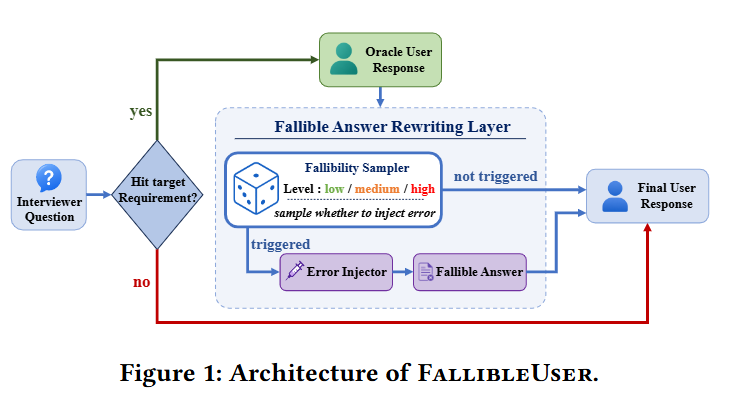 Oracle User
Response
yes
Fallible Answer Rewriting Layer
?
Interviewer
Question
Hit target
Requirement?
Fallibility Sampler
Level : low / medium / high
sample whether to inject error
not triggered
Final User
Response
triggered
Error Injector
Fallible Answer
no
Figure 1: Architecture of FALLIBLEUSER.